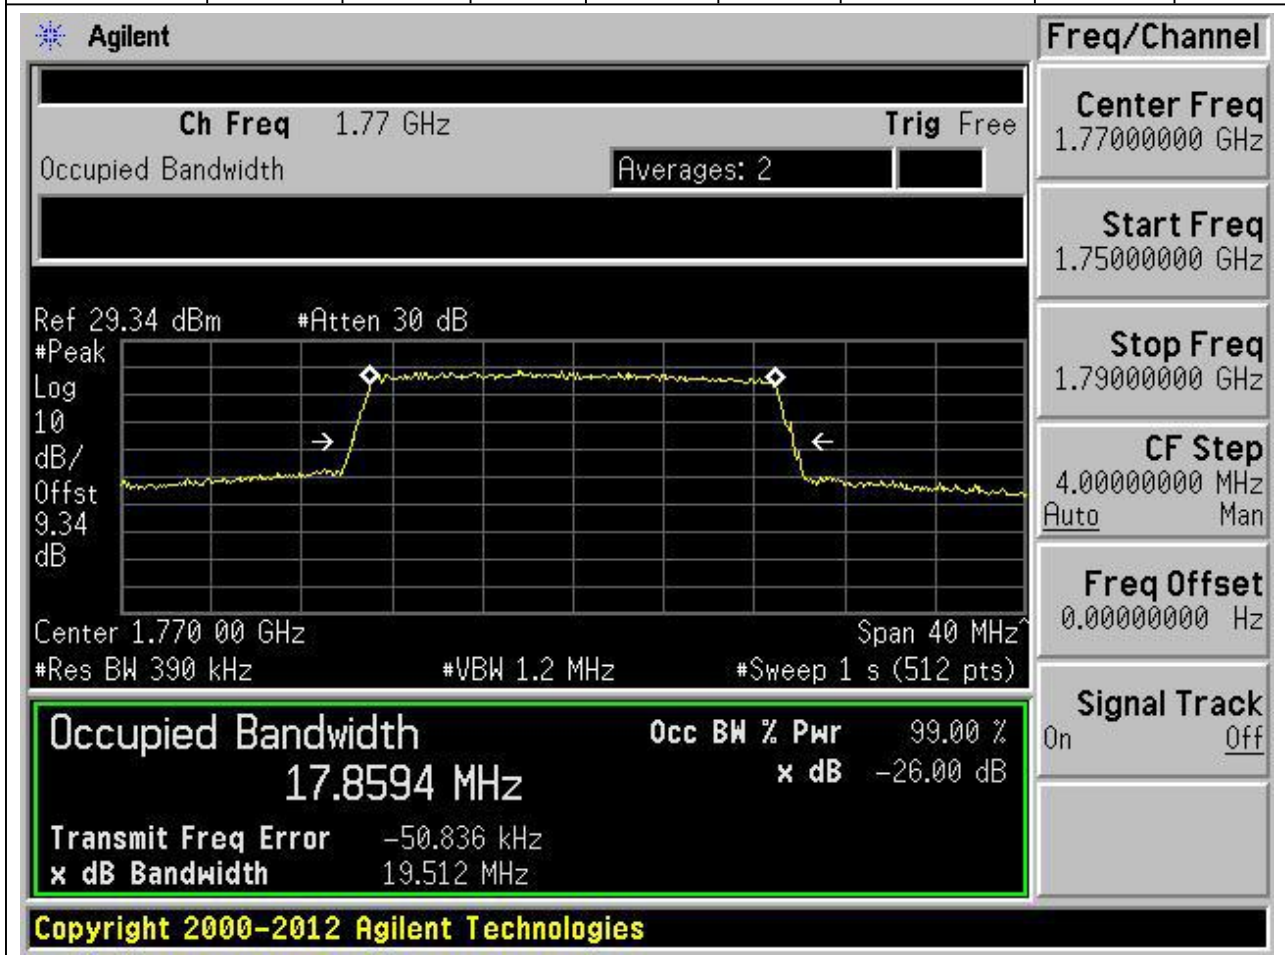 Agilent
Freq/Channel
Ch Freq 1.77 GHz Trig Free
Occupied Bandwidth Averages: 2
Center Freq
1.77000000 GHz
Start Freq
1.75000000 GHz
Stop Freq
1.79000000 GHz
CF Step
4.00000000 MHz
Auto Man
Freq Offset
0.00000000 Hz
Signal Track
On Off
Ref 29.34 dBm #Atten 30 dB
#Peak
Log
10
dB/
Offst
9.34
dB
Center 1.770 00 GHz Span 40 MHz^
#Res BW 390 kHz #VBW 1.2 MHz #Sweep 1 s (512 pts)
Occupied Bandwidth Occ BW % Pwr 99.00 %
17.8594 MHz x dB -26.00 dB
Transmit Freq Error -50.836 kHz
x dB Bandwidth 19.512 MHz
Copyright 2000-2012 Agilent Technologies